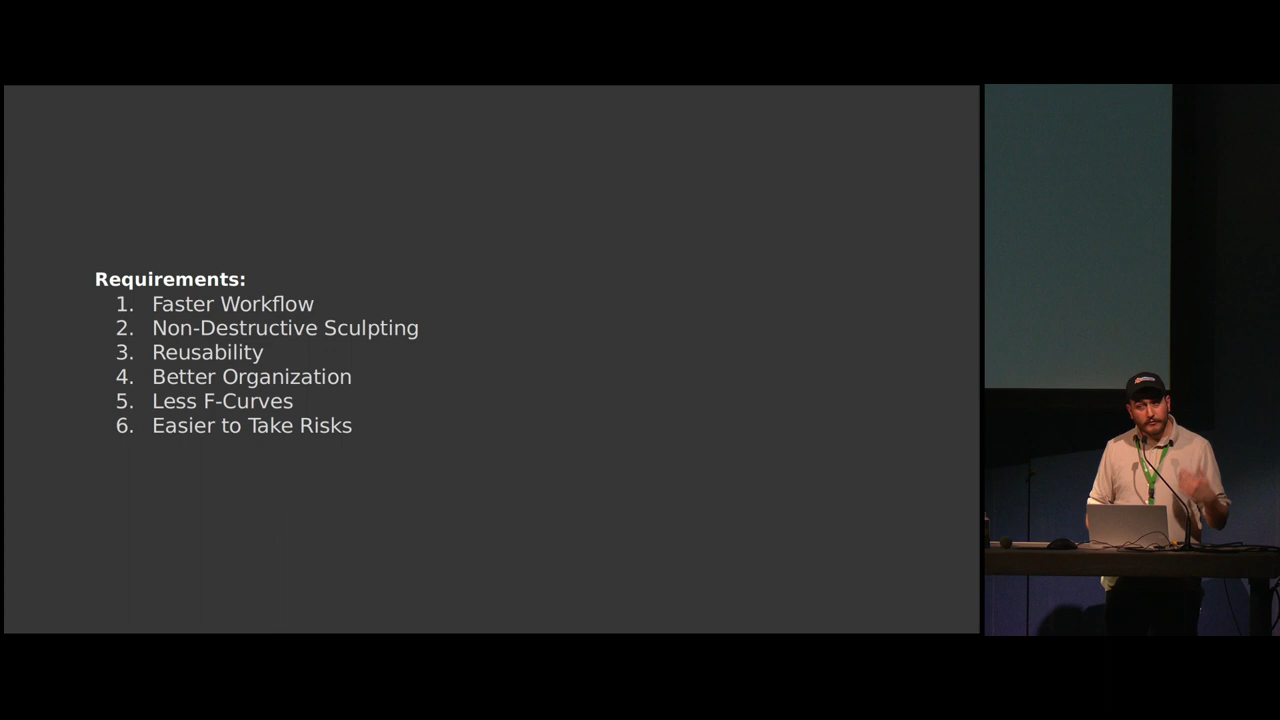 Requirements:
1. Faster Workflow
2. Non-Destructive Sculpting
3. Reusability
4. Better Organization
5. Less F-Curves
6. Easier to Take Risks